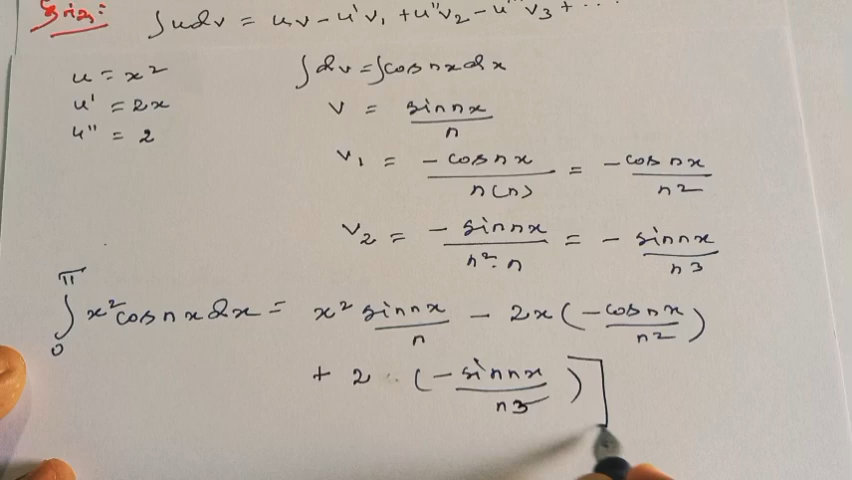 ∫u dv = uv - u'v₁ + u''v₂ - u'''v₃ + ...
u = x² ∫dv = ∫cos nx dx
u' = 2x v = sin nx / n
u'' = 2
v₁ = -cos nx / n(n) = -cos nx / n²
v₂ = - sin nx / n²·n = - sin nx / n³
∫₀^π x² cos nx dx = x² sin nx / n - 2x (-cos nx / n²)
+ 2 (- sin nx / n³) ]